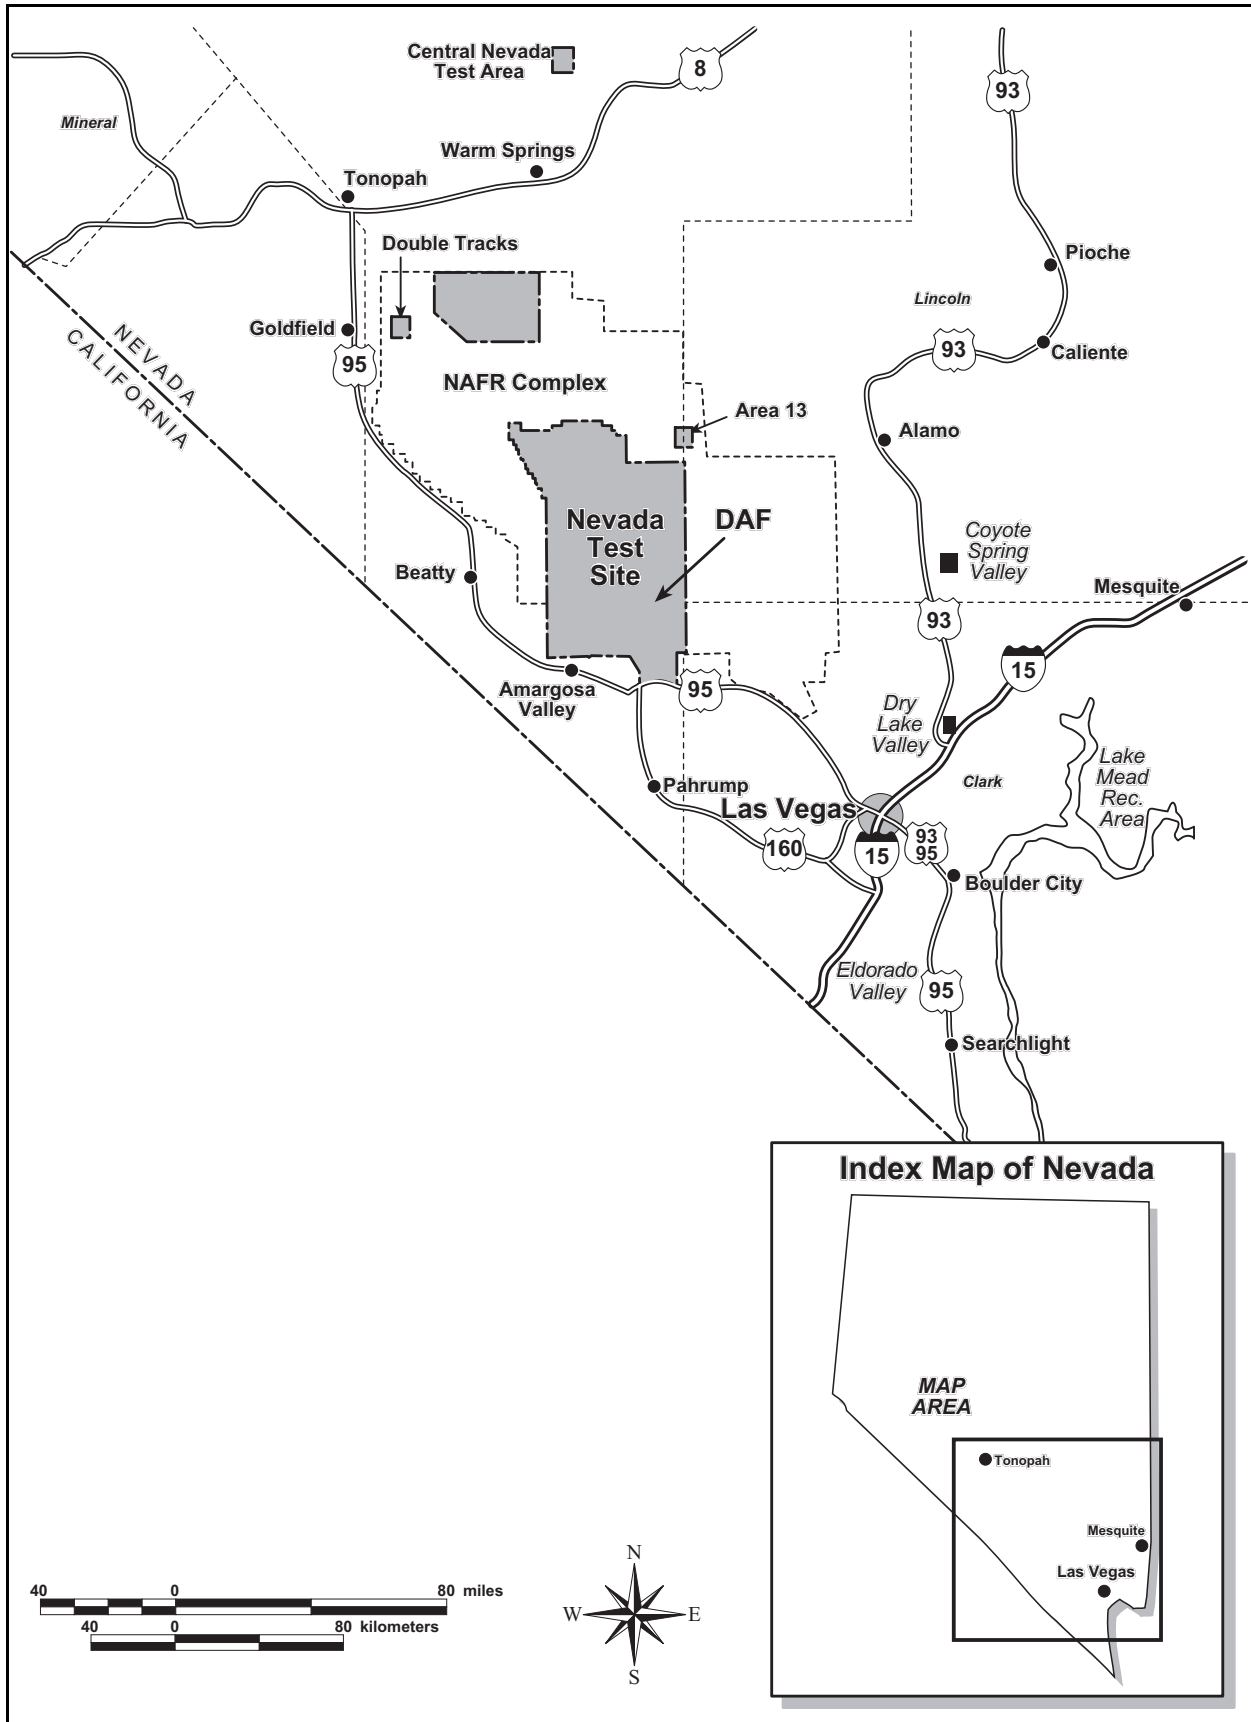 Central Nevada
Test Area
8
93
Mineral
Warm Springs
Tonopah
Double Tracks
Pioche
Lincoln
NEVADA
CALIFORNIA
Goldfield
95
93
Caliente
NAFR Complex
Area 13
Alamo
Nevada
Test
Site
DAF
Coyote
Spring
Valley
Beatty
Mesquite
93
15
Amargosa
Valley
95
Dry
Lake
Valley
Lake
Mead
Rec.
Area
Pahrump
Clark
Las Vegas
160
15
93
95
Boulder City
Eldorado
Valley
95
Searchlight
Index Map of Nevada
MAP
AREA
Tonopah
Mesquite
Las Vegas
N
W
E
S
40 0 80 miles
40 0 80 kilometers